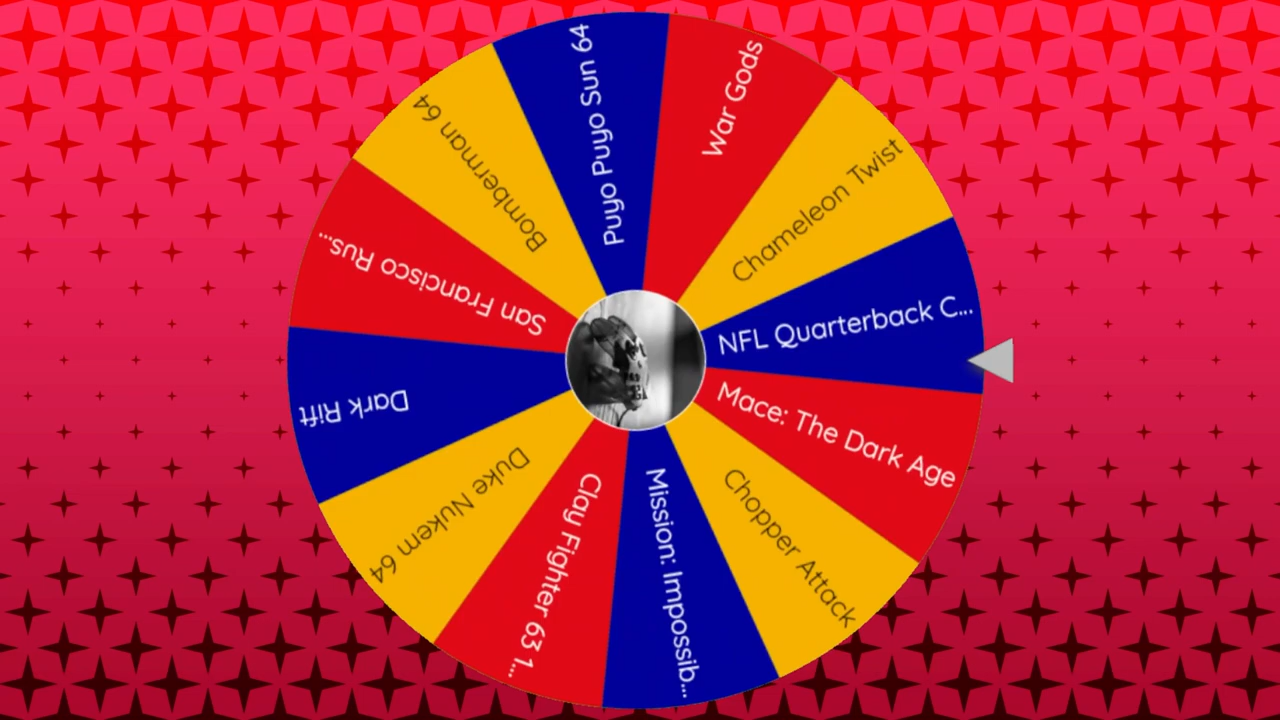 Puyo Puyo Sun 64
War Gods
Chameleon Twist
NFL Quarterback C...
Mace: The Dark Age
Chopper Attack
Mission: Impossib...
Clay Fighter 63 1...
Duke Nukem 64
Dark Rift
San Francisco Rus...
Bomberman 64